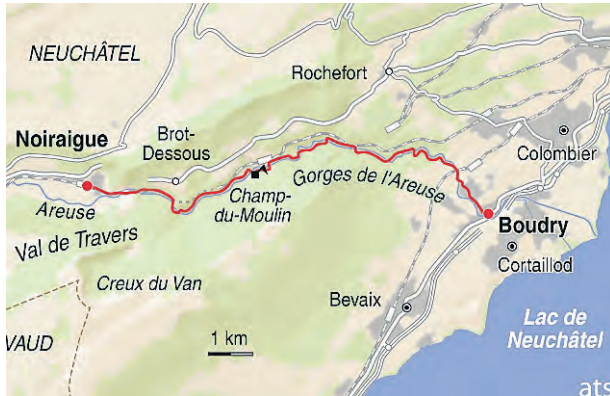 NEUCHÂTEL
Rochefort
Noiraigue
Brot-
Dessous
Colombier
Champ-
du-Moulin
Gorges de l'Areuse
Areuse
Boudry
Val de Travers
Cortaillod
Creux du Van
Bevaix
Lac de
Neuchâtel
VAUD
1 km
ats